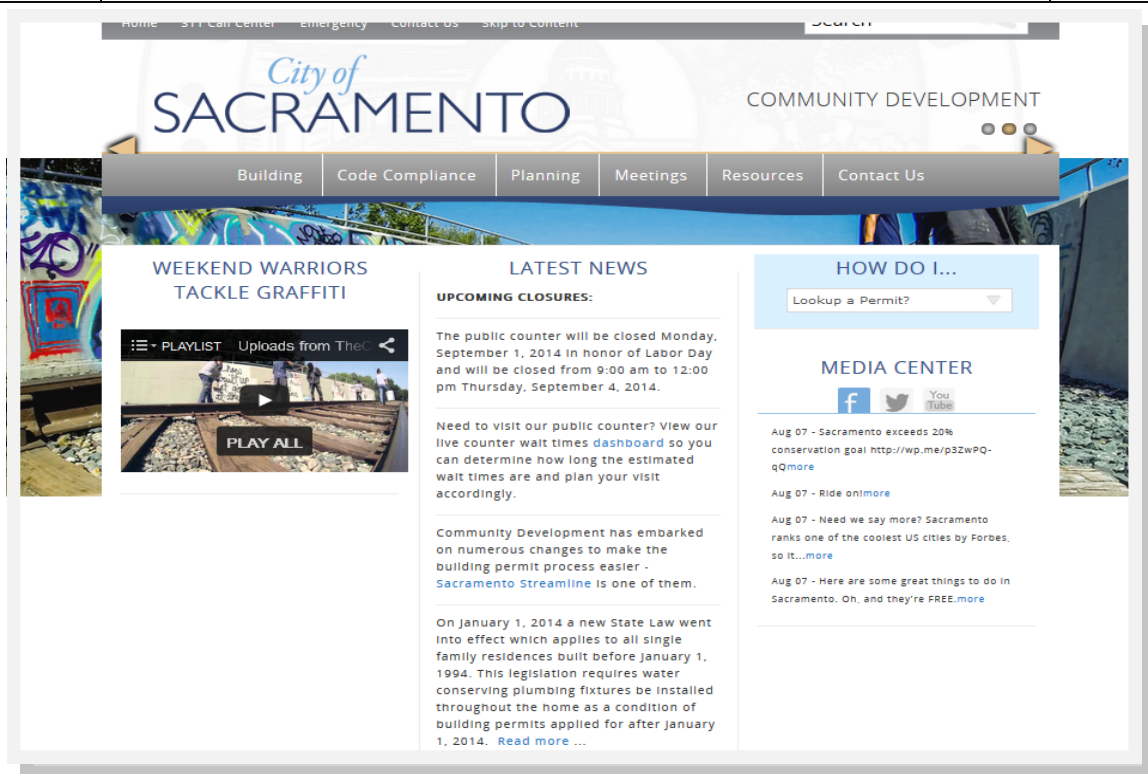 Home 311 Call Center Emergency Contact Us Skip to Content
Search
City of
SACRAMENTO
COMMUNITY DEVELOPMENT
Building Code Compliance Planning Meetings Resources Contact Us
WEEKEND WARRIORS
TACKLE GRAFFITI
PLAYLIST Uploads from TheC
PLAY ALL
LATEST NEWS
UPCOMING CLOSURES:
The public counter will be closed Monday,
September 1, 2014 in honor of Labor Day
and will be closed from 9:00 am to 12:00
pm Thursday, September 4, 2014.
Need to visit our public counter? View our
live counter wait times dashboard so you
can determine how long the estimated
wait times are and plan your visit
accordingly.
Community Development has embarked
on numerous changes to make the
building permit process easier -
Sacramento Streamline is one of them.
On January 1, 2014 a new State Law went
into effect which applies to all single
family residences built before January 1,
1994. This legislation requires water
conserving plumbing fixtures be installed
throughout the home as a condition of
building permits applied for after January
1, 2014. Read more ...
HOW DO I...
Lookup a Permit?
MEDIA CENTER
f
You
Tube
Aug 07 - Sacramento exceeds 20%
conservation goal http://wp.me/p3ZwPQ-
qQmore
Aug 07 - Ride on!more
Aug 07 - Need we say more? Sacramento
ranks one of the coolest US cities by Forbes,
so it...more
Aug 07 - Here are some great things to do in
Sacramento. Oh, and they're FREE.more